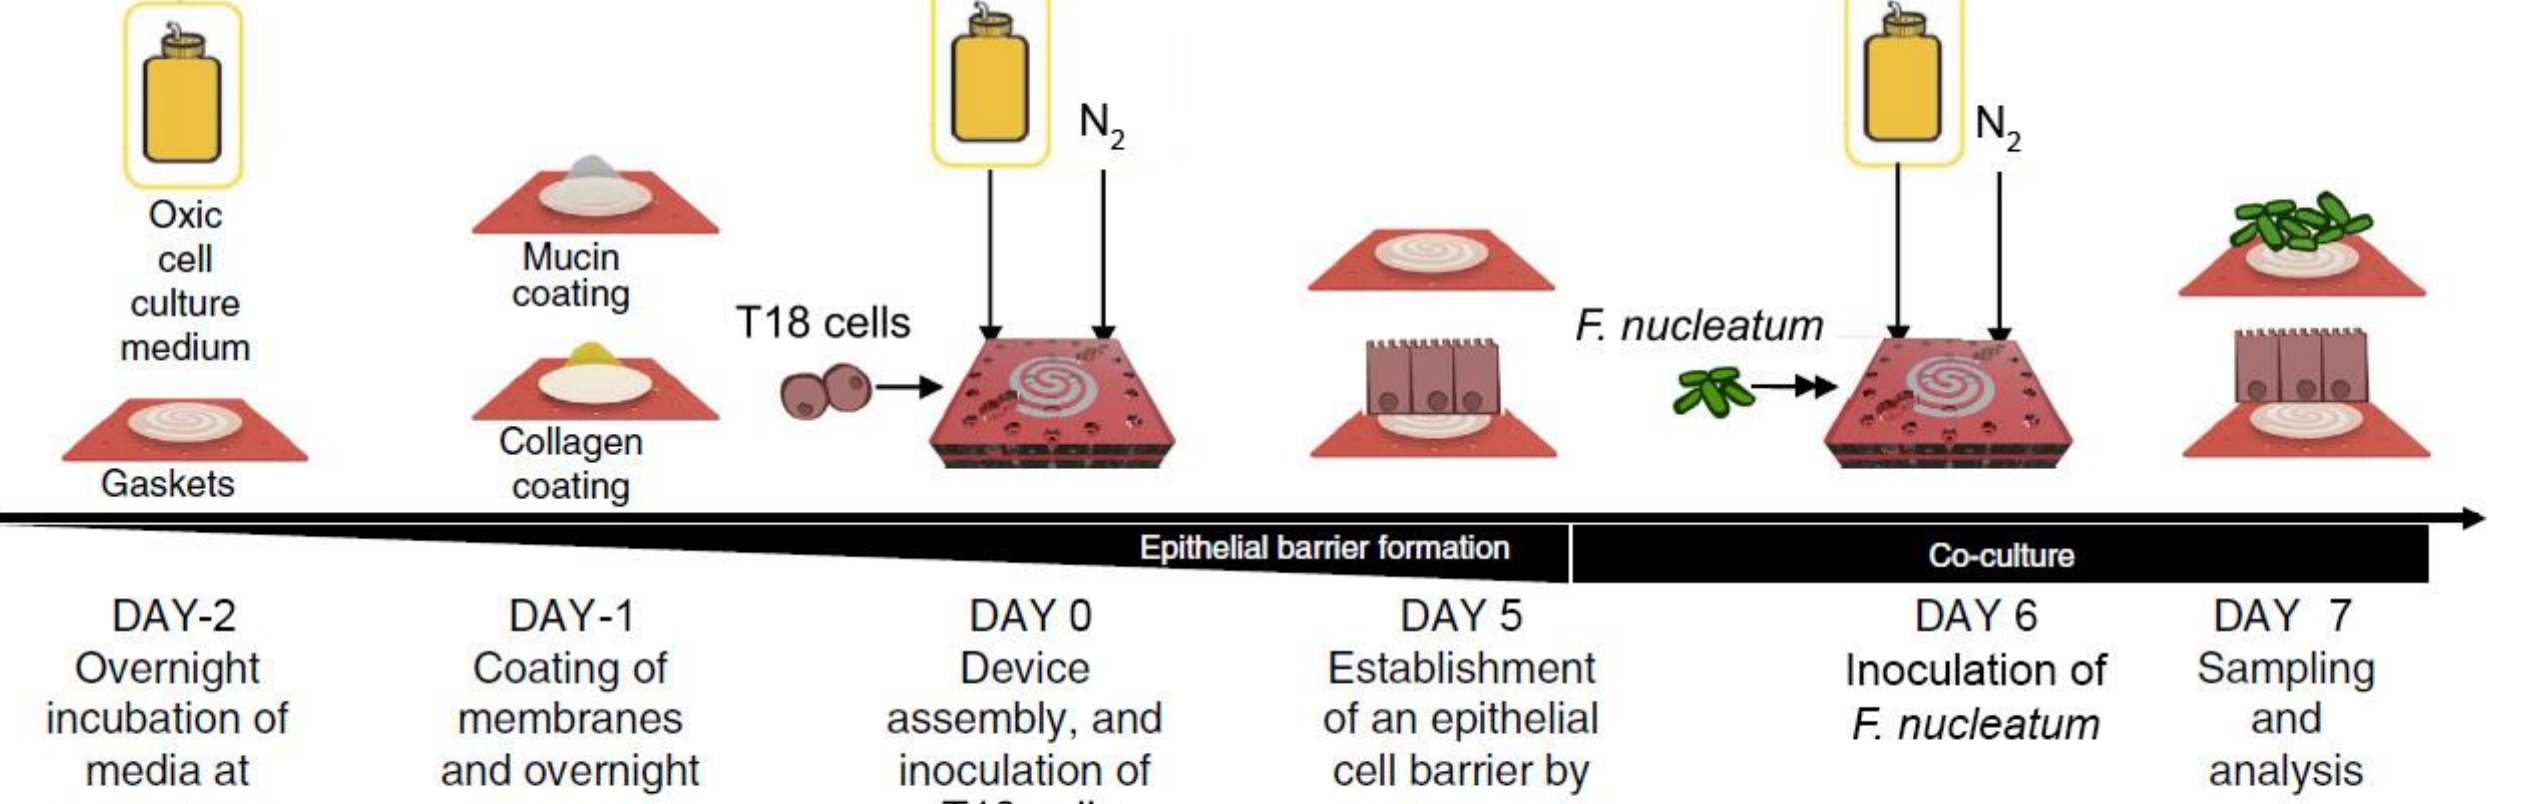 Oxic
cell
culture
medium
Gaskets
Mucin
coating
Collagen
coating
T18 cells
N2
F. nucleatum
N2
Epithelial barrier formation
Co-culture
DAY-2
Overnight
incubation of
media at
DAY-1
Coating of
membranes
and overnight
DAY 0
Device
assembly, and
inoculation of
DAY 5
Establishment
of an epithelial
cell barrier by
DAY 6
Inoculation of
F. nucleatum
DAY 7
Sampling
and
analysis